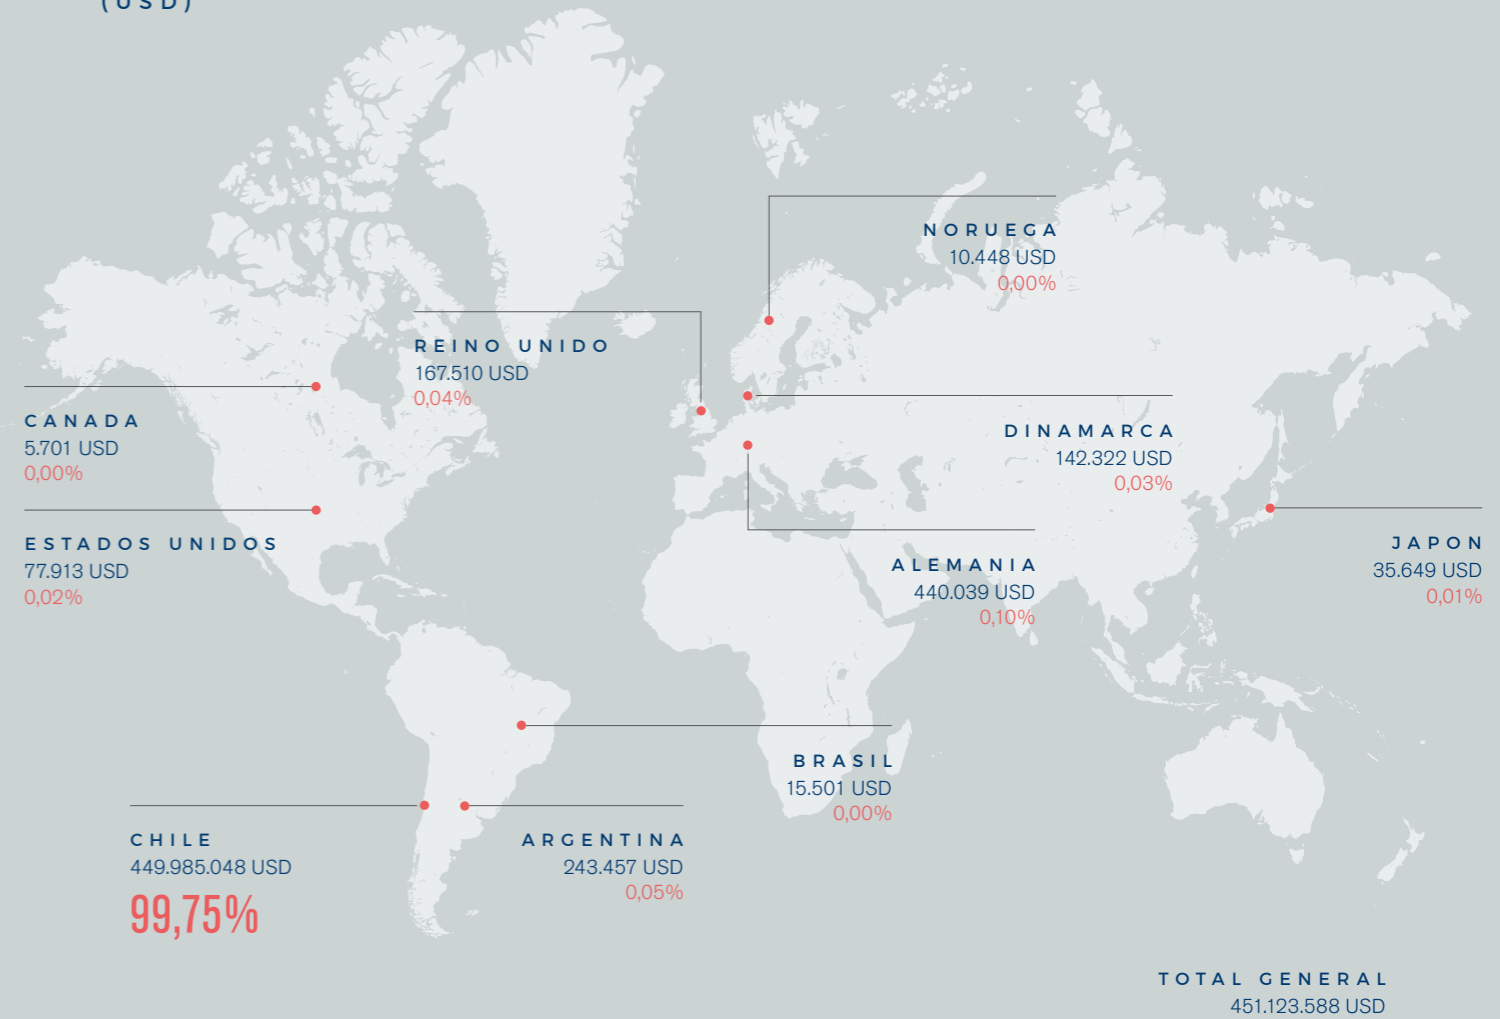 (USD)
NORUEGA
10.448 USD
0,00%
REINO UNIDO
167.510 USD
0,04%
CANADA
5.701 USD
0,00%
DINAMARCA
142.322 USD
0,03%
ESTADOS UNIDOS
77.913 USD
0,02%
ALEMANIA
440.039 USD
0,10%
JAPON
35.649 USD
0,01%
BRASIL
15.501 USD
0,00%
CHILE
449.985.048 USD
99,75%
ARGENTINA
243.457 USD
0,05%
TOTAL GENERAL
451.123.588 USD